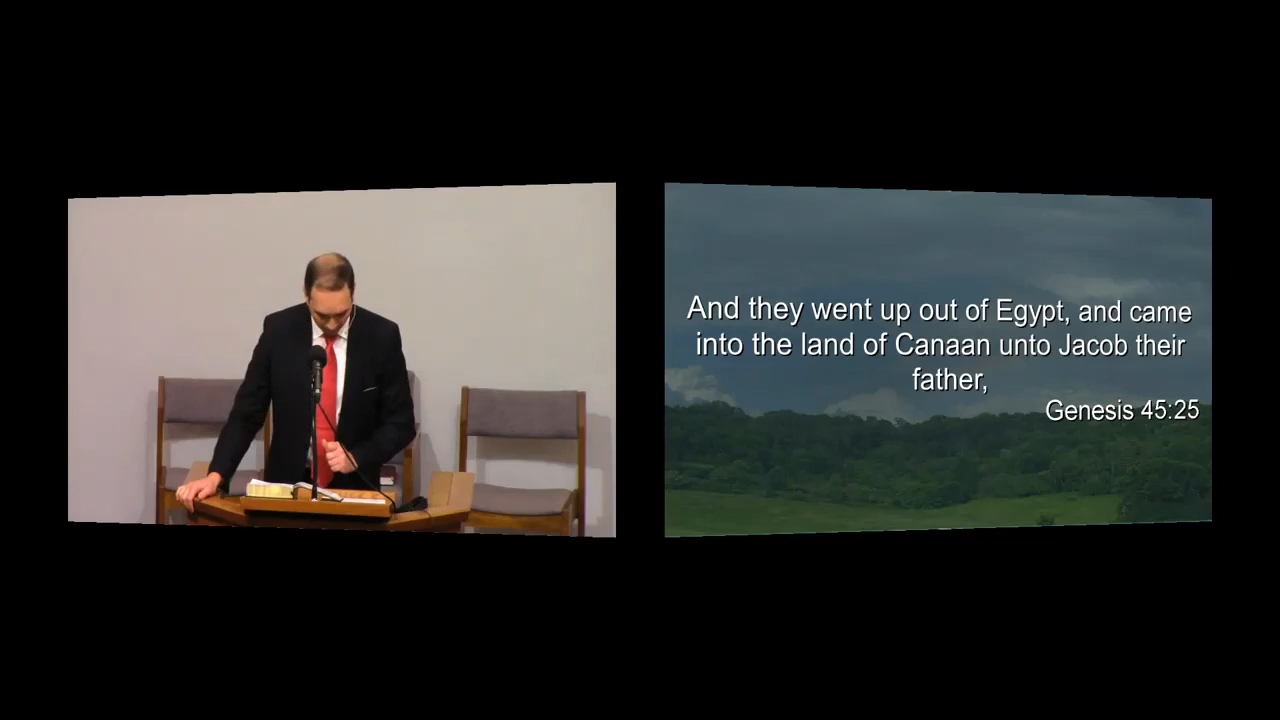 And they went up out of Egypt, and came
into the land of Canaan unto Jacob their
father,
Genesis 45:25